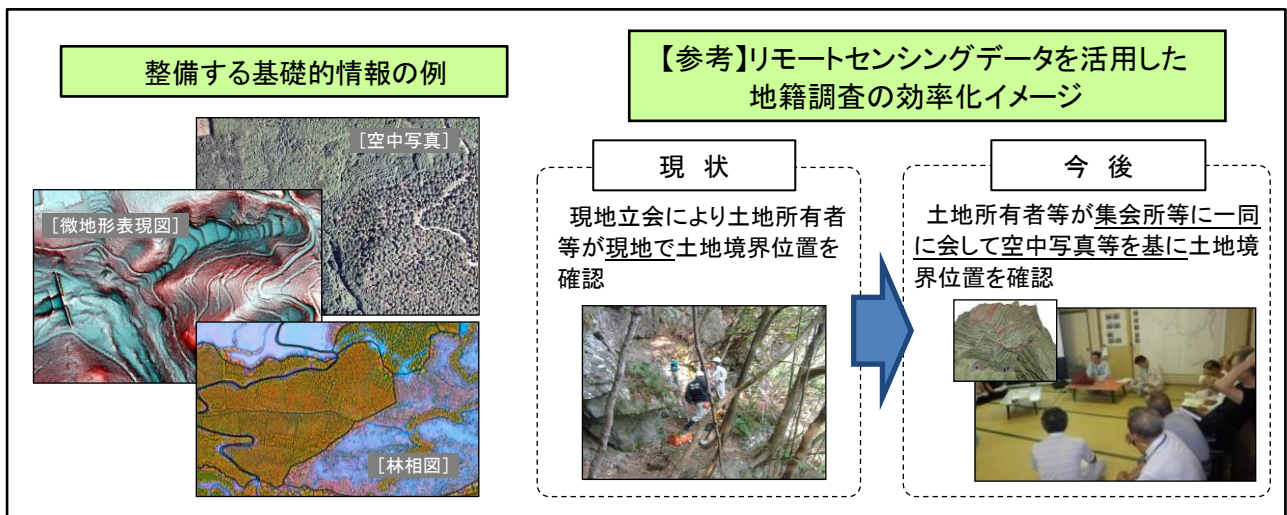 整備する基礎的情報の例
[空中写真]
[微地形表現図]
[林相図]
【参考】リモートセンシングデータを活用した
地籍調査の効率化イメージ
現 状
現地立会により土地所有者
等が現地で土地境界位置を
確認
今 後
土地所有者等が集会所等に一同
に会して空中写真等を基に土地境
界位置を確認